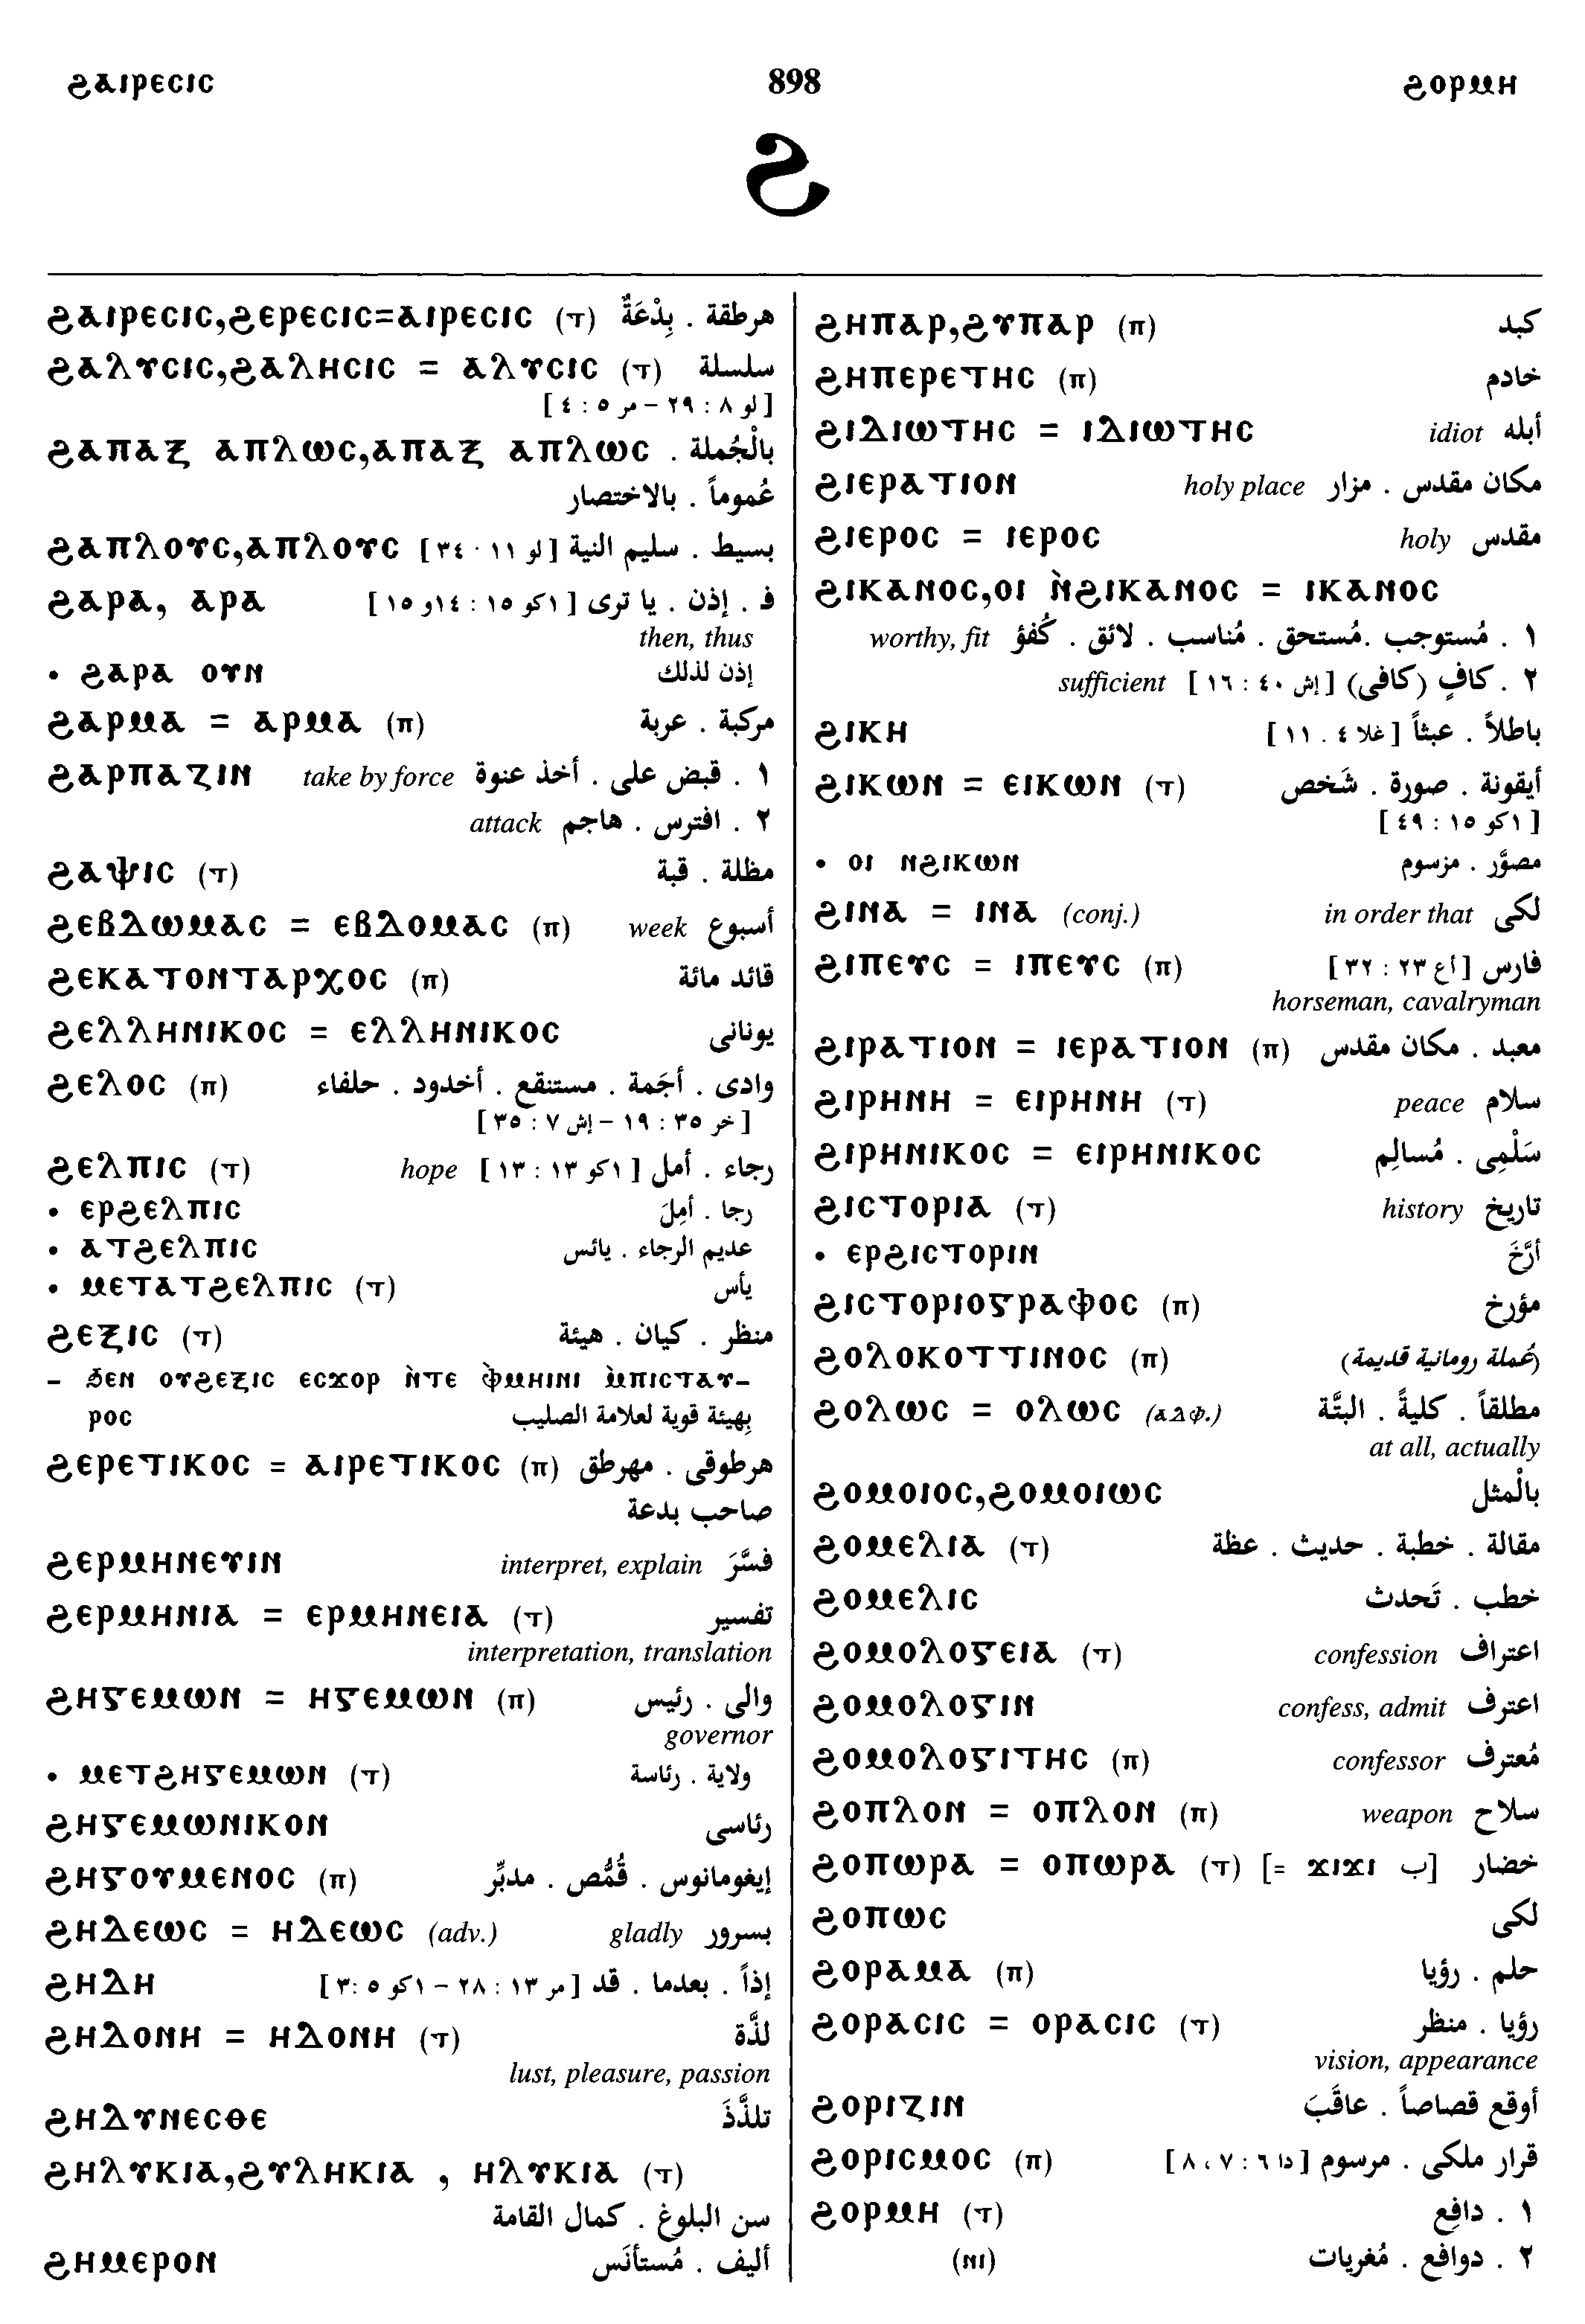 ϩⲁⲓⲣⲉⲥⲓⲥ 898 ϩⲟⲣⲙⲏ
ϩ
ϩⲁⲓⲣⲉⲥⲓⲥ,ϩⲉⲣⲉⲥⲓⲥ=ⲁⲓⲣⲉⲥⲓⲥ (ⲧ) هرطقة . بِدْعَةٌ
ϩⲁⲗⲩⲥⲓⲥ,ϩⲁⲗⲏⲥⲓⲥ = ⲁⲗⲩⲥⲓⲥ (ⲧ) سلسلة
[لو ٨ : ٢٩ – مر ٥ : ٤ ]
ϩⲁⲡⲁⲝ ⲁⲡⲗⲱⲥ,ⲁⲡⲁⲝ ⲁⲡⲗⲱⲥ . بالْجُملة
عُموماً . بالاختصار
ϩⲁⲡⲗⲟⲩⲥ,ⲁⲡⲗⲟⲩⲥ بسيط . سليم النية [ لو ١١ · ٣٤ ]
ϩⲁⲣⲁ, ⲁⲣⲁ فـ . إذن . يا ترى [ ١كو ١٥ : ١٤و١٥ ]
then, thus
• ϩⲁⲣⲁ ⲟⲩⲛ إذن لذلك
ϩⲁⲣⲙⲁ = ⲁⲣⲙⲁ (ⲡ) مركبة . عربة
ϩⲁⲣⲡⲁⲍⲓⲛ take by force ١ . قبض على . أخذ عنوة
attack ٢ . افترس . هاجم
ϩⲁⲯⲓⲥ (ⲧ) مظلة . قبة
ϩⲉⲃⲇⲱⲙⲁⲥ = ⲉⲃⲇⲟⲙⲁⲥ (ⲡ) week أسبوع
ϩⲉⲕⲁⲧⲟⲛⲧⲁⲣⲭⲟⲥ (ⲡ) قائد مائة
ϩⲉⲗⲗⲏⲛⲓⲕⲟⲥ = ⲉⲗⲗⲏⲛⲓⲕⲟⲥ يونانى
ϩⲉⲗⲟⲥ (ⲡ) وادى . أجَمة . مستنقع . أخدود . حلفاء
[ خر ٣٥ : ١٩ – إش ٧ : ٣٥ ]
ϩⲉⲗⲡⲓⲥ (ⲧ) hope رجاء . أمل [ ١كو ١٣ : ١٣ ]
• ⲉⲣϩⲉⲗⲡⲓⲥ رجا . أمِلَ
• ⲁⲧϩⲉⲗⲡⲓⲥ عديم الرجاء . يائس
• ⲙⲉⲧⲁⲧϩⲉⲗⲡⲓⲥ (ⲧ) يأس
ϩⲉⲝⲓⲥ (ⲧ) منظر . كيان . هيئة
– ϧⲉⲛ ⲟⲩϩⲉⲝⲓⲥ ⲉⲥϫⲟⲣ ⲛ̀ⲧⲉ ⲫ̀ⲙⲏⲓⲛⲓ ⲙ̀ⲡⲓⲥⲧⲁⲩ–
ⲣⲟⲥ بِهيئة قوية لعلامة الصليب
ϩⲉⲣⲉⲧⲓⲕⲟⲥ = ⲁⲓⲣⲉⲧⲓⲕⲟⲥ (ⲡ) هرطوقى . مهرطق
صاحب بدعة
ϩⲉⲣⲙⲏⲛⲉⲩⲓⲛ interpret, explain فسَّرَ
ϩⲉⲣⲙⲏⲛⲓⲁ = ⲉⲣⲙⲏⲛⲉⲓⲁ (ⲧ) تفسير
interpretation, translation
ϩⲏⲅⲉⲙⲱⲛ = ⲏⲅⲉⲙⲱⲛ (ⲡ) والى . رئيس
governor
• ⲙⲉⲧϩⲏⲅⲉⲙⲱⲛ (ⲧ) ولاية . رئاسة
ϩⲏⲅⲉⲙⲱⲛⲓⲕⲟⲛ رئاسى
ϩⲏⲅⲟⲩⲙⲉⲛⲟⲥ (ⲡ) إيغومانوس . قُمُّص . مدبِّر
ϩⲏⲇⲉⲱⲥ = ⲏⲇⲉⲱⲥ (adv.) gladly بسرور
ϩⲏⲇⲏ إذاً . بعدما . قد [ مر ١٣ : ٢٨ – ١كو ٥ :٣ ]
ϩⲏⲇⲟⲛⲏ = ⲏⲇⲟⲛⲏ (ⲧ) لذَّة
lust, pleasure, passion
ϩⲏⲇⲩⲛⲉⲥⲑⲉ تلذَّذَ
ϩⲏⲗⲩⲕⲓⲁ,ϩⲩⲗⲏⲕⲓⲁ , ⲏⲗⲩⲕⲓⲁ (ⲧ)
سن البلوغ . كمال القامة
ϩⲏⲙⲉⲣⲟⲛ أليف . مُستأنَس
ϩⲏⲡⲁⲣ,ϩⲩⲡⲁⲣ (ⲡ) كبد
ϩⲏⲡⲉⲣⲉⲧⲏⲥ (ⲡ) خادم
ϩⲓⲇⲓⲱⲧⲏⲥ = ⲓⲇⲓⲱⲧⲏⲥ idiot أبله
ϩⲓⲉⲣⲁⲧⲓⲟⲛ holy place مكان مقدس . مزار
ϩⲓⲉⲣⲟⲥ = ⲓⲉⲣⲟⲥ holy مقدس
ϩⲓⲕⲁⲛⲟⲥ,ⲟⲓ ⲛ̀ϩⲓⲕⲁⲛⲟⲥ = ⲓⲕⲁⲛⲟⲥ
worthy, fit ١ . مُستوجب .مُستحق . مُناسب . لائق . كُفؤ
sufficient ٢ . كافٍ (كافى) [ إش ٤٠ : ١٦ ]
ϩⲓⲕⲏ باطلاً . عبثاً [ غلا ٤ . ١١ ]
ϩⲓⲕⲱⲛ = ⲉⲓⲕⲱⲛ (ⲧ) أيقونة . صورة . شَخص
[ ١كو ١٥ : ٤٩ ]
• ⲟⲓ ⲛϩⲓⲕⲱⲛ مصوَّر . مرسوم
ϩⲓⲛⲁ = ⲓⲛⲁ (conj.) in order that لكى
ϩⲓⲡⲉⲩⲥ = ⲓⲡⲉⲩⲥ (ⲡ) فارس [ أع ٢٣ : ٣٢ ]
horseman, cavalryman
ϩⲓⲣⲁⲧⲓⲟⲛ = ⲓⲉⲣⲁⲧⲓⲟⲛ (ⲡ) معبد . مكان مقدس
ϩⲓⲣⲏⲛⲏ = ⲉⲓⲣⲏⲛⲏ (ⲧ) peace سلام
ϩⲓⲣⲏⲛⲓⲕⲟⲥ = ⲉⲓⲣⲏⲛⲓⲕⲟⲥ سَلْمِى . مُسالِم
ϩⲓⲥⲧⲟⲣⲓⲁ (ⲧ) history تاريخ
• ⲉⲣϩⲓⲥⲧⲟⲣⲓⲛ أرَّخَ
ϩⲓⲥⲧⲟⲣⲓⲟⲅⲣⲁⲫⲟⲥ (ⲡ) مؤرخ
ϩⲟⲗⲟⲕⲟⲧⲧⲓⲛⲟⲥ (ⲡ) (عُملة رومانية قديمة)
ϩⲟⲗⲱⲥ = ⲟⲗⲱⲥ (ⲁⲇⲫ.) مطلقاً . كليةً . البتَّة
at all, actually
ϩⲟⲙⲟⲓⲟⲥ,ϩⲟⲙⲟⲓⲱⲥ بالْمثل
ϩⲟⲙⲉⲗⲓⲁ (ⲧ) مقالة . خطبة . حديث . عظة
ϩⲟⲙⲉⲗⲓⲥ خطب . تَحدث
ϩⲟⲙⲟⲗⲟⲅⲉⲓⲁ (ⲧ) confession اعتراف
ϩⲟⲙⲟⲗⲟⲅⲓⲛ confess, admit اعترف
ϩⲟⲙⲟⲗⲟⲅⲓⲧⲏⲥ (ⲡ) confessor مُعترف
ϩⲟⲡⲗⲟⲛ = ⲟⲡⲗⲟⲛ (ⲡ) weapon سلاح
ϩⲟⲡⲱⲣⲁ = ⲟⲡⲱⲣⲁ (ⲧ) [= ϫⲓϫⲓ ب] خضار
ϩⲟⲡⲱⲥ لكى
ϩⲟⲣⲁⲙⲁ (ⲡ) حلم . رؤيا
ϩⲟⲣⲁⲥⲓⲥ = ⲟⲣⲁⲥⲓⲥ (ⲧ) رؤيا . منظر
vision, appearance
ϩⲟⲣⲓⲍⲓⲛ أوقع قصاصاً . عاقَبَ
ϩⲟⲣⲓⲥⲙⲟⲥ (ⲡ) قرار ملكى . مرسوم [ دا ٦ : ٧ ، ٨ ]
ϩⲟⲣⲙⲏ (ⲧ) ١ . دافِع
(ⲛⲓ) ٢ . دوافع . مُغريات